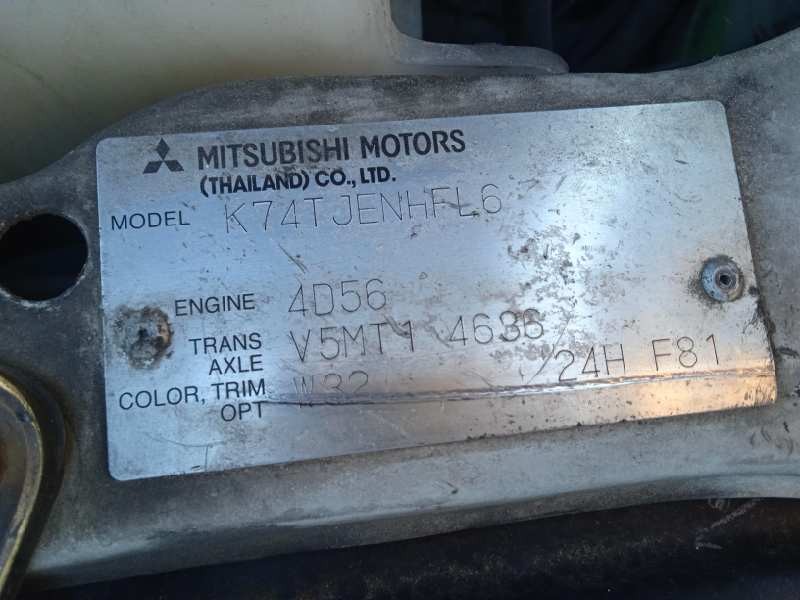 MITSUBISHI MOTORS
(THAILAND) CO., LTD.
MODEL K74TJENHFL6
ENGINE 4D56
TRANS AXLE V5MT1 4636
COLOR, TRIM OPT W32 /24H F81